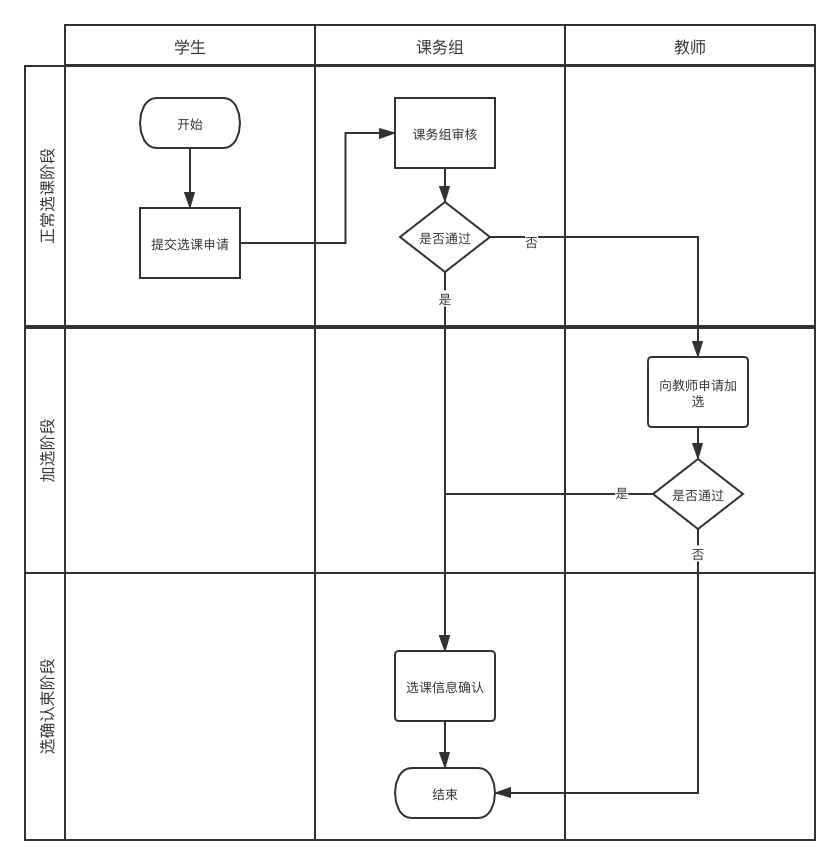 学生
课务组
教师
正常选课阶段
开始
课务组审核
提交选课申请
是否通过
否
是
加选阶段
向教师申请加
选
是否通过
是
否
选确认束阶段
选课信息确认
结束